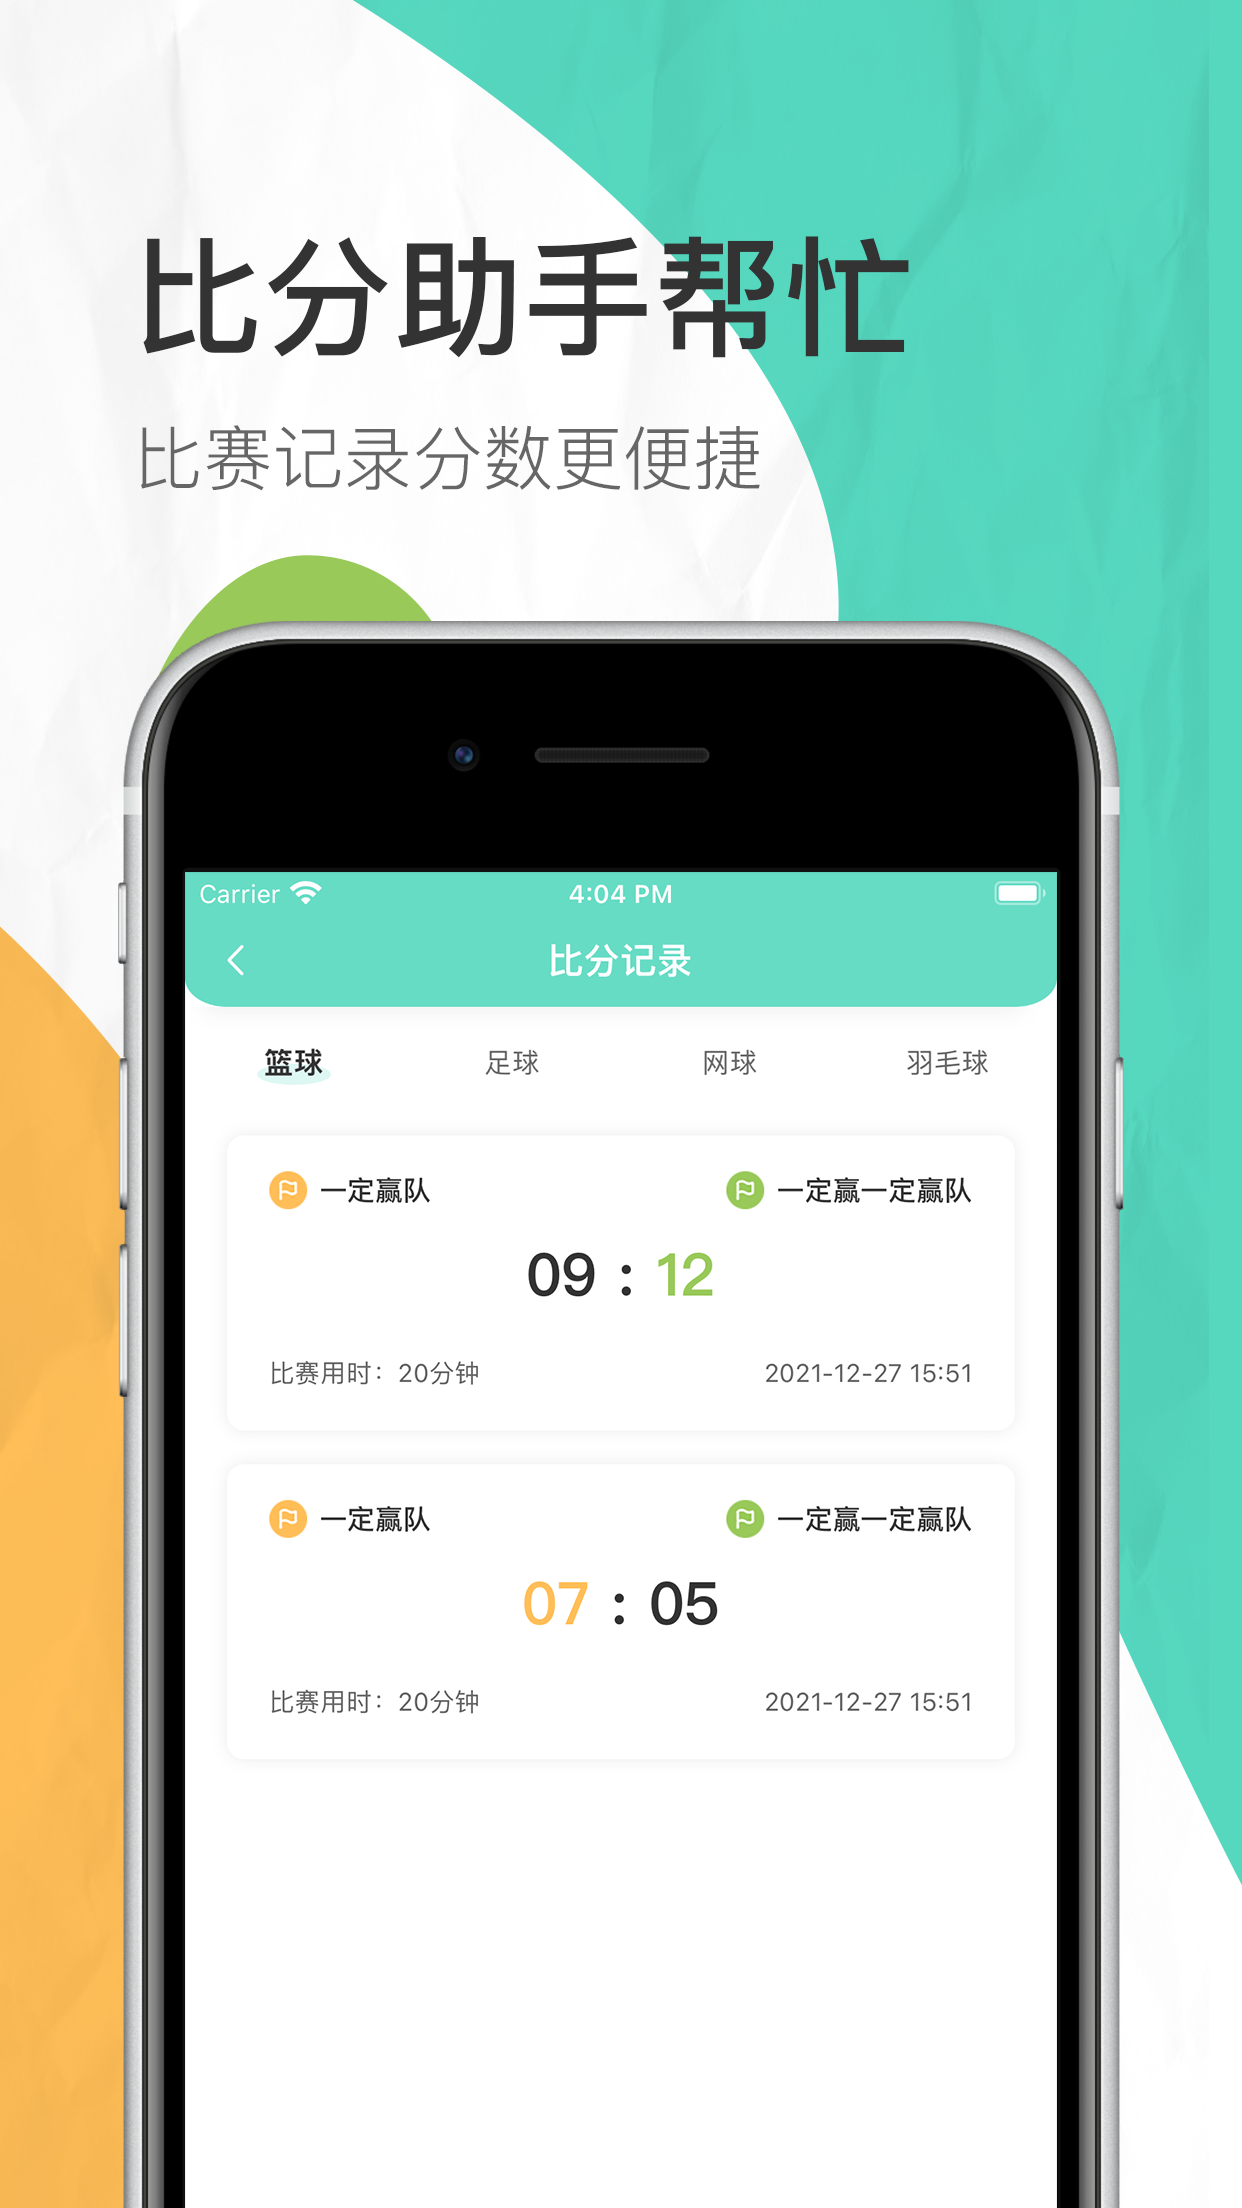 比分助手帮忙
比赛记录分数更便捷
Carrier 4:04 PM
比分记录
篮球 足球 网球 羽毛球
一定赢队 一定赢一定赢队
09 : 12
比赛用时：20分钟 2021-12-27 15:51
一定赢队 一定赢一定赢队
07 : 05
比赛用时：20分钟 2021-12-27 15:51